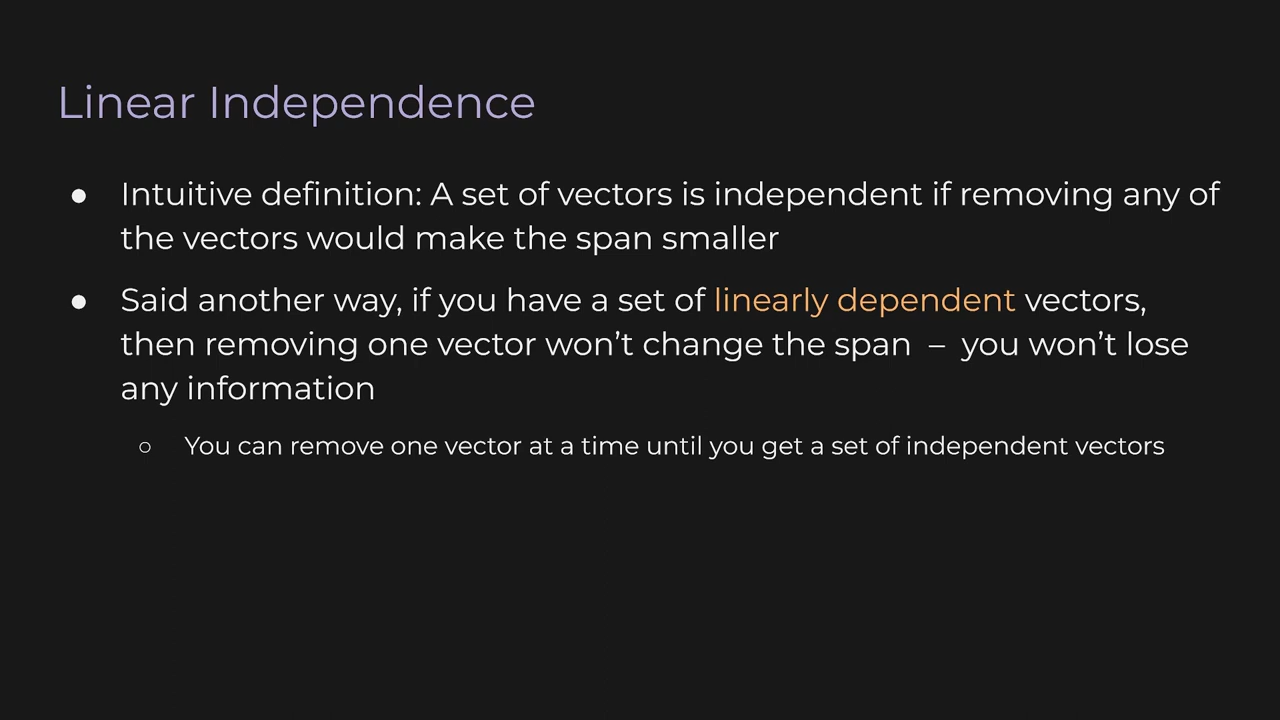 Linear Independence
● Intuitive definition: A set of vectors is independent if removing any of
the vectors would make the span smaller
● Said another way, if you have a set of linearly dependent vectors,
then removing one vector won’t change the span – you won’t lose
any information
○ You can remove one vector at a time until you get a set of independent vectors